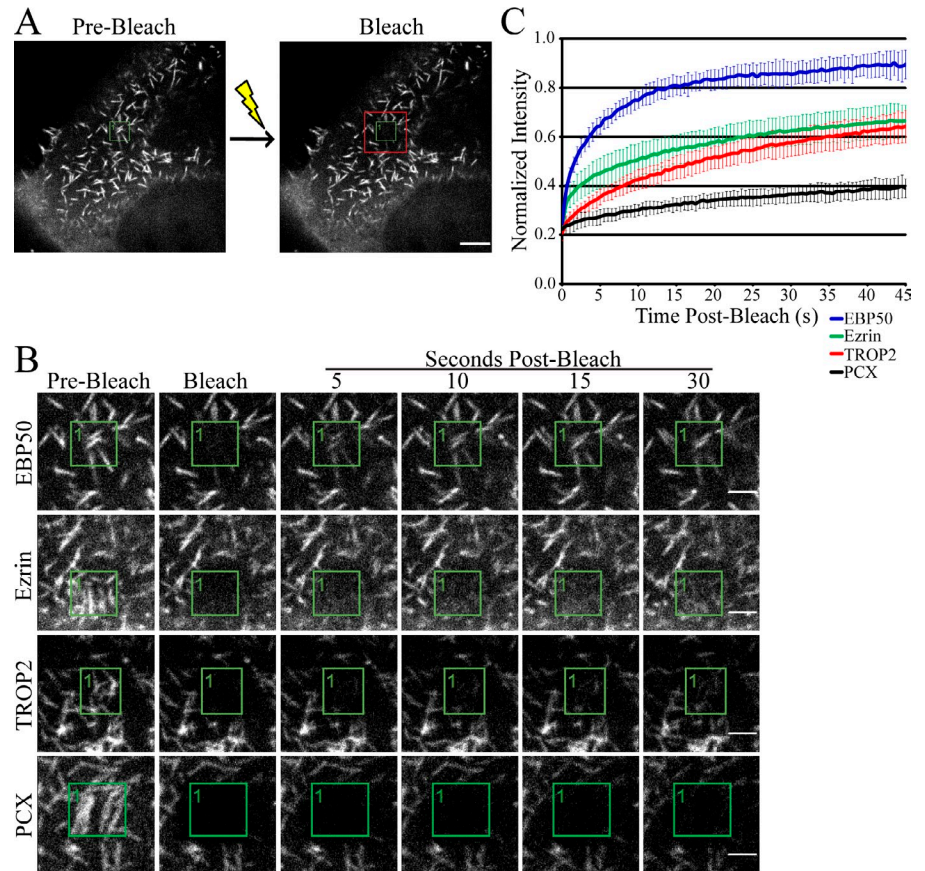 A
Pre-Bleach
Bleach
1
1
C
Normalized Intensity
1.0
0.8
0.6
0.4
0.2
0.0
0 5 10 15 20 25 30 35 40 45
Time Post-Bleach (s)
EBP50
Ezrin
TROP2
PCX
B
Seconds Post-Bleach
Pre-Bleach Bleach 5 10 15 30
EBP50
1 1 1 1 1 1
Ezrin
1 1 1 1 1 1
TROP2
1 1 1 1 1 1
PCX
1 1 1 1 1 1